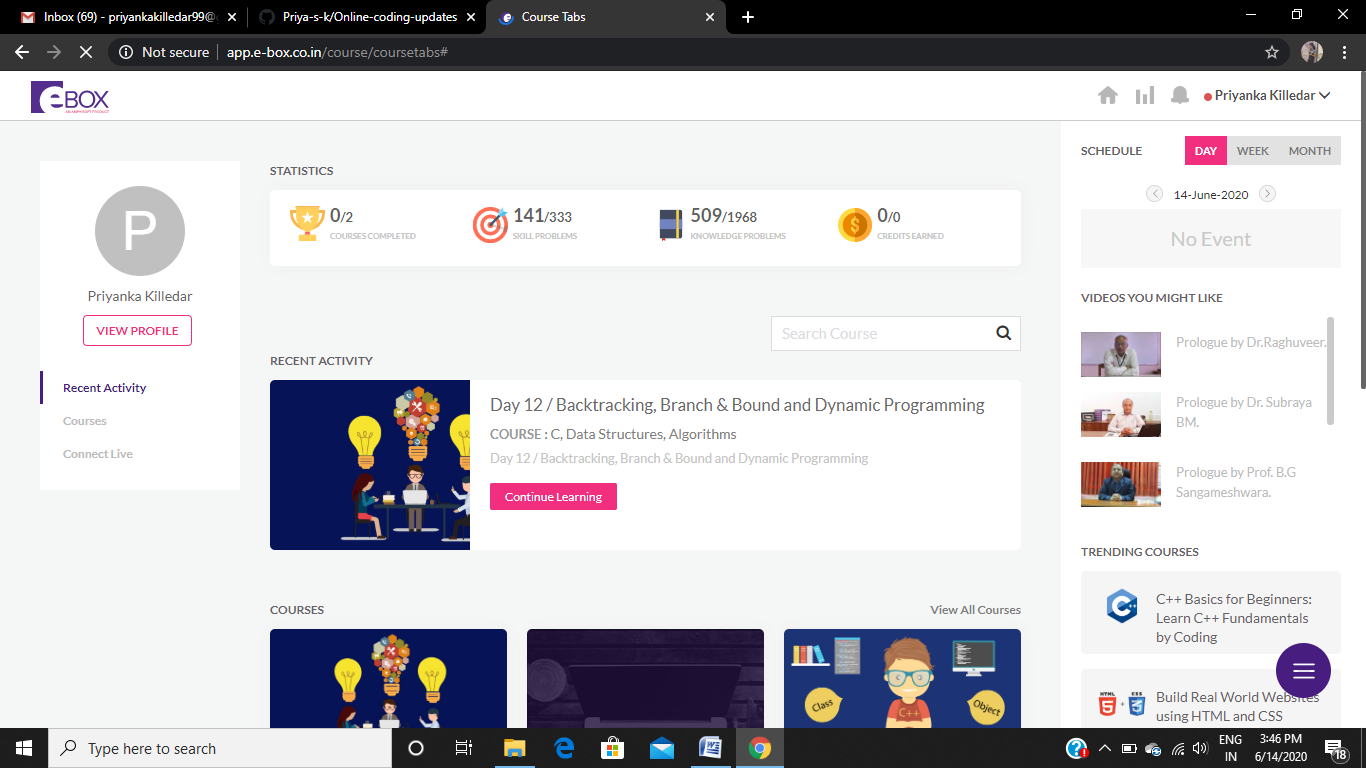 Inbox (69) - priyankakilledar99@
Priya-s-k/Online-coding-updates
Course Tabs
Not secure
app.e-box.co.in/course/coursetabs#
eBOX
Priyanka Killedar
P
Priyanka Killedar
VIEW PROFILE
Recent Activity
Courses
Connect Live
STATISTICS
0/2
COURSES COMPLETED
141/333
SKILL PROBLEMS
509/1968
KNOWLEDGE PROBLEMS
0/0
CREDITS EARNED
Search Course
RECENT ACTIVITY
Day 12 / Backtracking, Branch & Bound and Dynamic Programming
COURSE : C, Data Structures, Algorithms
Day 12 / Backtracking, Branch & Bound and Dynamic Programming
Continue Learning
COURSES
View All Courses
Class
C++
Object
SCHEDULE
DAY
WEEK
MONTH
14-June-2020
No Event
VIDEOS YOU MIGHT LIKE
Prologue by Dr.Raghuveer.
Prologue by Dr. Subraya
BM.
Prologue by Prof. B.G
Sangameshwara.
TRENDING COURSES
C++ Basics for Beginners:
Learn C++ Fundamentals
by Coding
HTML
CSS
Build Real World Websites
using HTML and CSS
Type here to search
ENG
IN
3:46 PM
6/14/2020
18